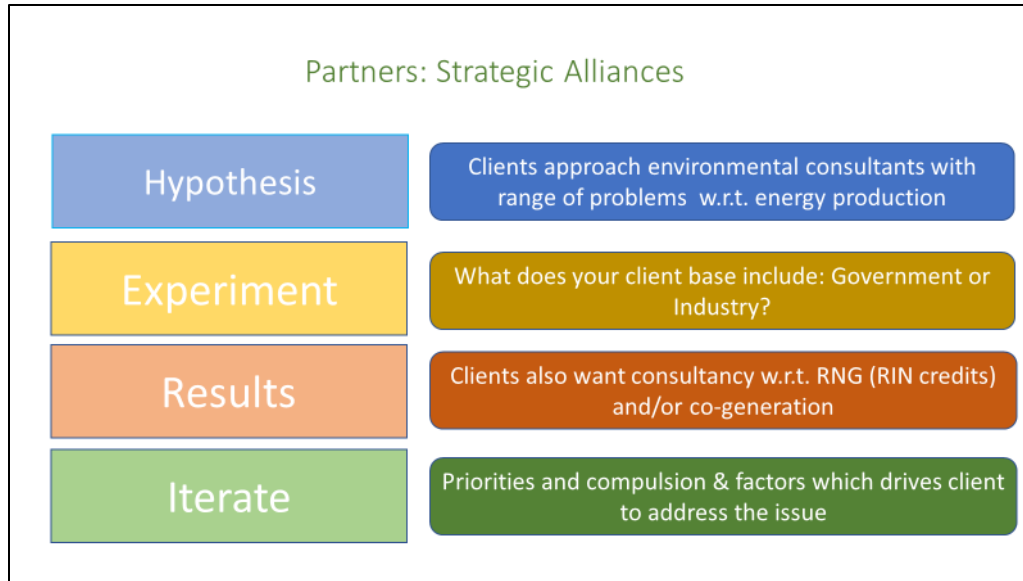 Partners: Strategic Alliances
Hypothesis
Clients approach environmental consultants with
range of problems w.r.t. energy production
Experiment
What does your client base include: Government or
Industry?
Results
Clients also want consultancy w.r.t. RNG (RIN credits)
and/or co-generation
Iterate
Priorities and compulsion & factors which drives client
to address the issue